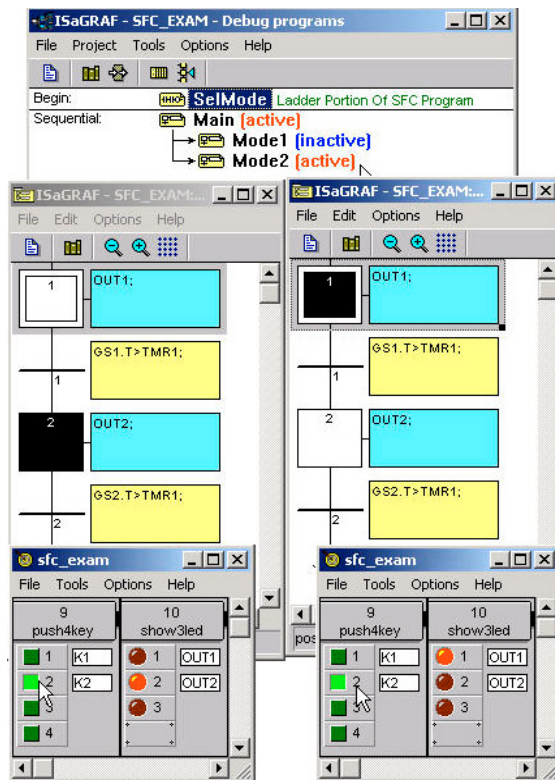 ISaGRAF - SFC_EXAM - Debug programs
File Project Tools Options Help
Begin: SelMode Ladder Portion Of SFC Program
Sequential: Main (active)
Mode1 (inactive)
Mode2 (active)
ISaGRAF - SFC_EXAM:...
File Edit Options Help
1 OUT1;
GS1.T>TMR1;
1
2 OUT2;
GS2.T>TMR1;
2
ISaGRAF - SFC_EXAM:...
File Edit Options Help
1 OUT1;
GS1.T>TMR1;
1
2 OUT2;
GS2.T>TMR1;
2
pos
sfc_exam
File Tools Options Help
9 10
push4key show3led
1 K1 1 OUT1
2 K2 2 OUT2
3 3
4
sfc_exam
File Tools Options Help
9 10
push4key show3led
1 K1 1 OUT1
2 K2 2 OUT2
3 3
4